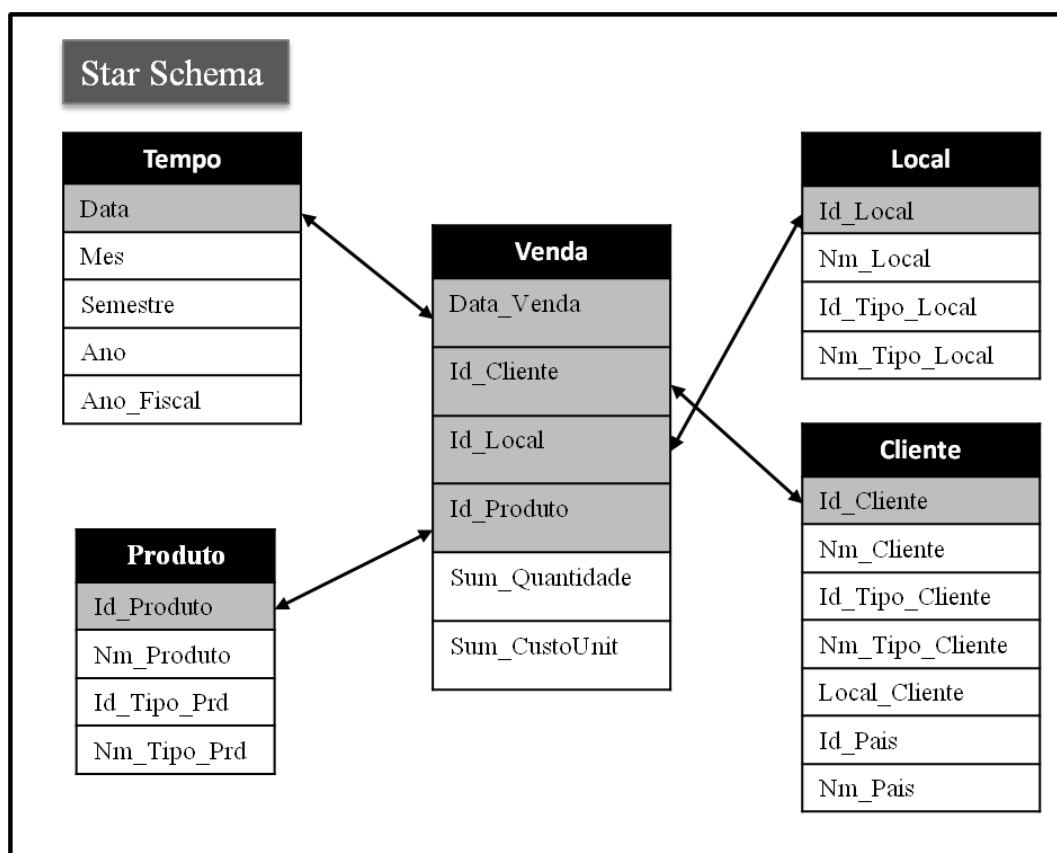 Star Schema
Tempo
Data
Mes
Semestre
Ano
Ano_Fiscal
Produto
Id_Produto
Nm_Produto
Id_Tipo_Prd
Nm_Tipo_Prd
Venda
Data_Venda
Id_Cliente
Id_Local
Id_Produto
Sum_Quantidade
Sum_CustoUnit
Local
Id_Local
Nm_Local
Id_Tipo_Local
Nm_Tipo_Local
Cliente
Id_Cliente
Nm_Cliente
Id_Tipo_Cliente
Nm_Tipo_Cliente
Local_Cliente
Id_Pais
Nm_Pais